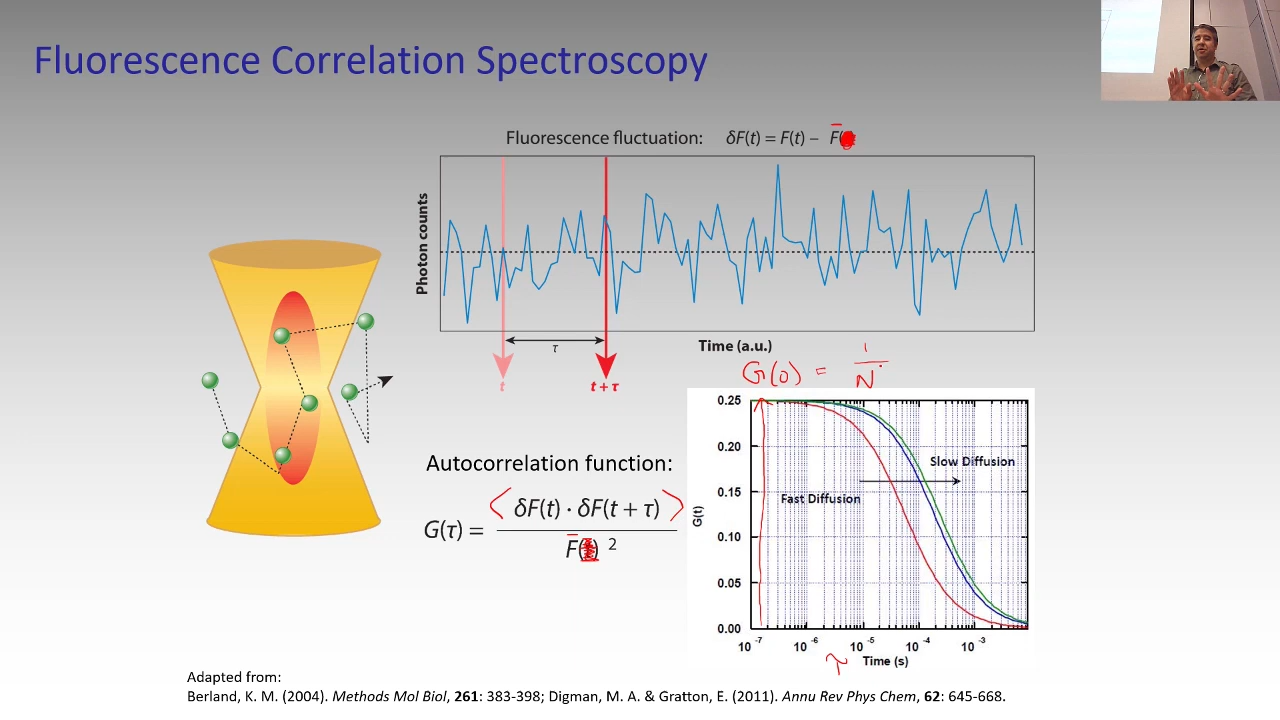 Fluorescence Correlation Spectroscopy
Fluorescence fluctuation: δF(t) = F(t) – F̄(
Photon counts
τ
Time (a.u.)
t
t + τ
G(0) = 1/N
Autocorrelation function:
G(τ) = ⟨ δF(t) · δF(t + τ) ⟩
F̄( ) 2
0.25
0.20
0.15
0.10
0.05
0.00
G(t)
Slow Diffusion
Fast Diffusion
10 -7 10 -6 10 -5 10 -4 10 -3
τ Time (s)
Adapted from:
Berland, K. M. (2004). Methods Mol Biol, 261: 383-398; Digman, M. A. & Gratton, E. (2011). Annu Rev Phys Chem, 62: 645-668.